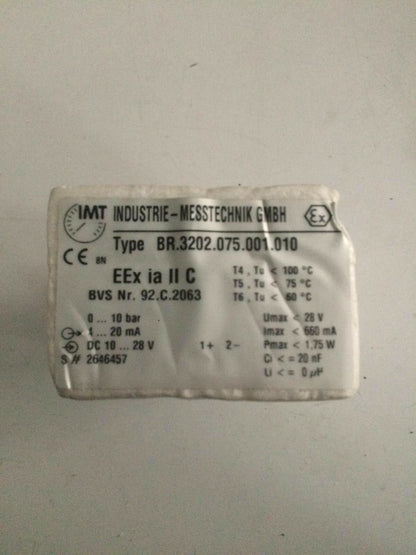 IMT INDUSTRIE-MESSTECHNIK GMBH Ex
Type BR.3202.075.001.010
CE 8N
EEx ia II C
BVS Nr. 92.C.2063
T4, Tu < 100 °C
T5, Tu < 75 °C
T6, Tu < 60 °C
0 ... 10 bar
4 ... 20 mA
DC 10 ... 28 V 1+ 2-
S # 2646457
Umax < 28 V
Imax < 660 mA
Pmax < 1,75 W
Ci < = 20 nF
Li < = 0 µH